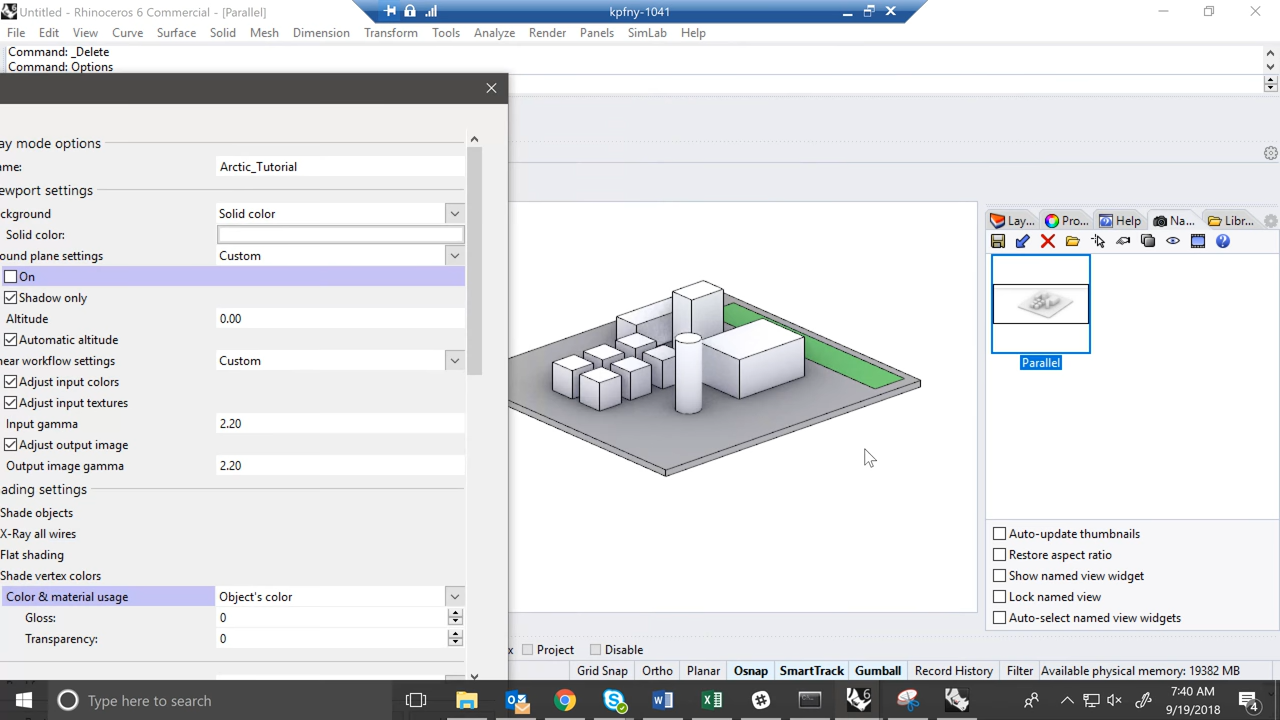 Untitled - Rhinoceros 6 Commercial - [Parallel]
kpfny-1041
File Edit View Curve Surface Solid Mesh Dimension Transform Tools Analyze Render Panels SimLab Help
Command: _Delete
Command: Options
ay mode options
me: Arctic_Tutorial
ewport settings
ckground Solid color
Solid color:
ound plane settings Custom
On
Shadow only
Altitude 0.00
Automatic altitude
near workflow settings Custom
Adjust input colors
Adjust input textures
Input gamma 2.20
Adjust output image
Output image gamma 2.20
ading settings
Shade objects
X-Ray all wires
Flat shading
Shade vertex colors
Color & material usage Object's color
Gloss: 0
Transparency: 0
Lay... Pro... Help Na... Libr...
Parallel
Auto-update thumbnails
Restore aspect ratio
Show named view widget
Lock named view
Auto-select named view widgets
x Project Disable
Grid Snap Ortho Planar Osnap SmartTrack Gumball Record History Filter Available physical memory: 19382 MB
Type here to search
7:40 AM
9/19/2018
4